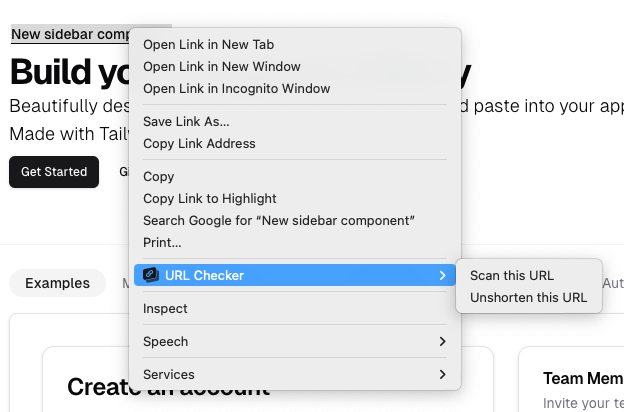 New sidebar comp
Build yo
y
Beautifully des
d paste into your app
Made with Tail
Get Started
Gi
Open Link in New Tab
Open Link in New Window
Open Link in Incognito Window
Save Link As...
Copy Link Address
Copy
Copy Link to Highlight
Search Google for “New sidebar component”
Print...
URL Checker
Scan this URL
Unshorten this URL
Inspect
Speech
Services
Examples
M
Aut
Create an account
Team Mem
Invite your te